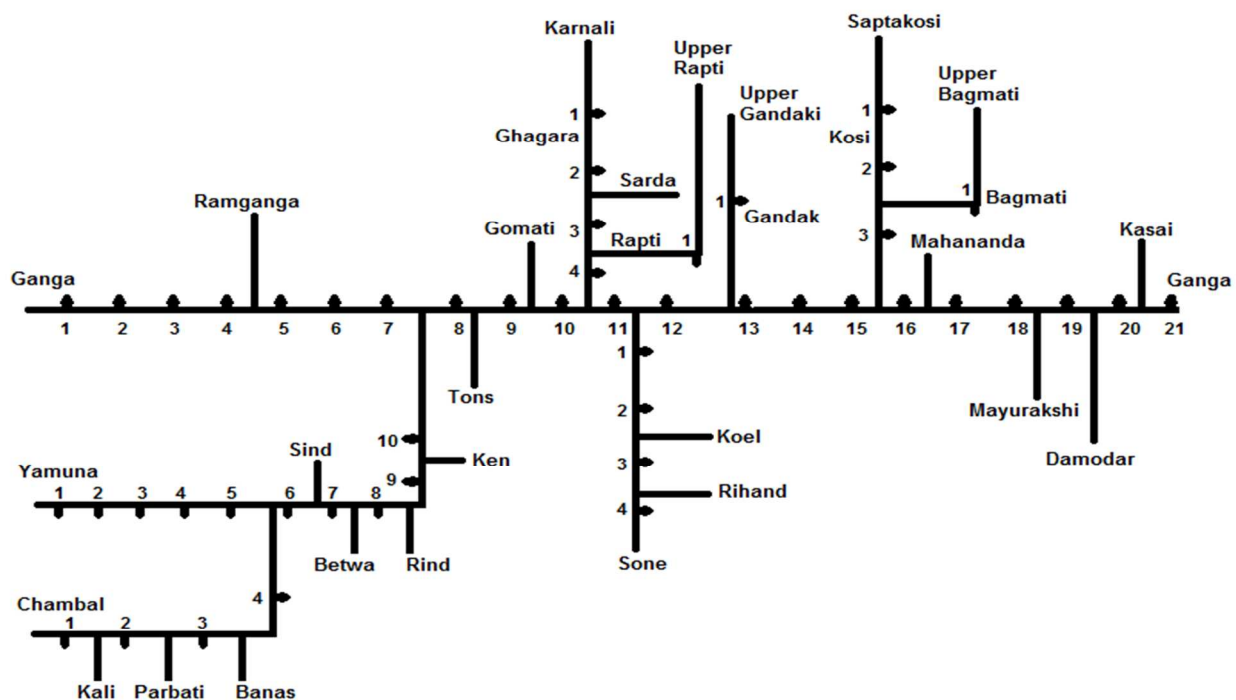 Karnali
Saptakosi
Upper
Rapti
Upper
Gandaki
Upper
Bagmati
1
Ghagara
2
Sarda
3
Rapti 1
4
1
Gandak
1
Kosi
2
1 Bagmati
3
Ramganga
Gomati
Mahananda
Kasai
Ganga
Ganga
1 2 3 4 5 6 7 8 9 10 11 12 13 14 15 16 17 18 19 20 21
Tons
1
2
Koel
3
Rihand
4
Sone
Mayurakshi
Damodar
10
Ken
9
Sind
Yamuna
1 2 3 4 5 6 7 8
Betwa Rind
4
Chambal
1 2 3
Kali Parbati Banas